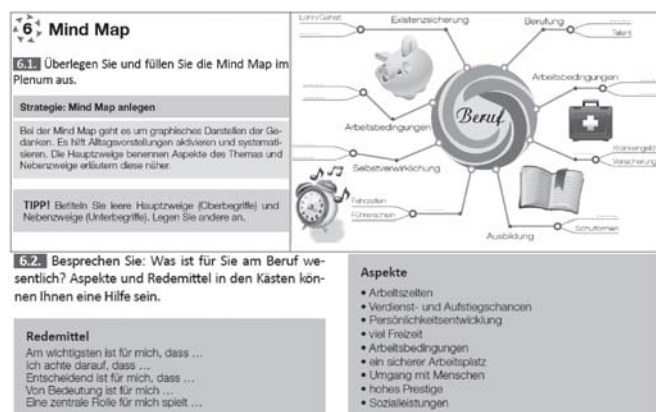 6 Mind Map
6.1. Überlegen Sie und füllen Sie die Mind Map im
Plenum aus.
Strategie: Mind Map anlegen
Bei der Mind Map geht es um graphisches Darstellen der Ge-
danken. Es hilft Alltagsvorstellungen aktivieren und systemati-
sieren. Die Hauptzweige benennen Aspekte des Themas und
Nebenzweige erläutern diese näher.
TIPP! Betiteln Sie leere Hauptzweige (Oberbegriffe) und
Nebenzweige (Unterbegriffe). Legen Sie andere an.
Lohn/Gehalt
Existenzsicherung
Berufung
Talent
Arbeitsbedingungen
Beruf
Arbeitsbedingungen
Krankengeld
Versicherung
Selbstverwirklichung
Fahrzeiten
Führerschein
Schulformen
Ausbildung
6.2. Besprechen Sie: Was ist für Sie am Beruf we-
sentlich? Aspekte und Redemittel in den Kästen kön-
nen Ihnen eine Hilfe sein.
Redemittel
Am wichtigsten ist für mich, dass ...
Ich achte darauf, dass ...
Entscheidend ist für mich, dass ...
Von Bedeutung ist für mich ...
Eine zentrale Rolle für mich spielt ...
Aspekte
• Arbeitszeiten
• Verdienst- und Aufstiegschancen
• Persönlichkeitsentwicklung
• viel Freizeit
• Arbeitsbedingungen
• ein sicherer Arbeitsplatz
• Umgang mit Menschen
• hohes Prestige
• Sozialleistungen